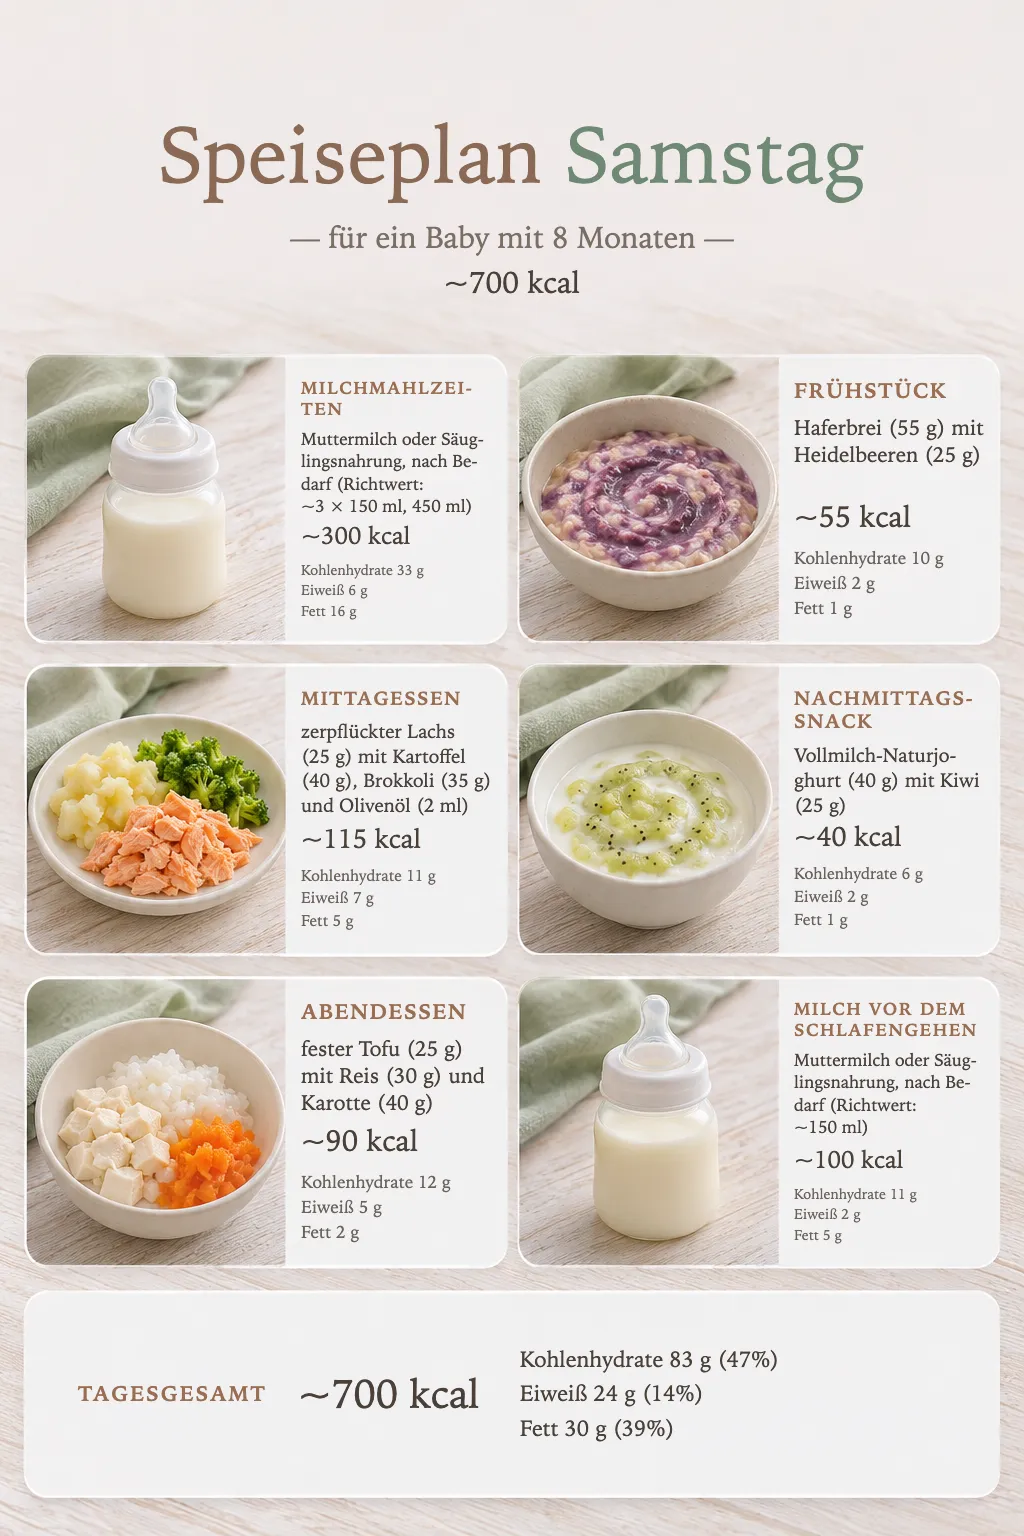 Speiseplan Samstag
— für ein Baby mit 8 Monaten —
~700 kcal
MILCHMAHLZEI-
TEN
Muttermilch oder Säug-
lingsnahrung, nach Be-
darf (Richtwert:
~3 × 150 ml, 450 ml)
~300 kcal
Kohlenhydrate 33 g
Eiweiß 6 g
Fett 16 g
FRÜHSTÜCK
Haferbrei (55 g) mit
Heidelbeeren (25 g)
~55 kcal
Kohlenhydrate 10 g
Eiweiß 2 g
Fett 1 g
MITTAGESSEN
zerpflückter Lachs
(25 g) mit Kartoffel
(40 g), Brokkoli (35 g)
und Olivenöl (2 ml)
~115 kcal
Kohlenhydrate 11 g
Eiweiß 7 g
Fett 5 g
NACHMITTAGS-
SNACK
Vollmilch-Naturjo-
ghurt (40 g) mit Kiwi
(25 g)
~40 kcal
Kohlenhydrate 6 g
Eiweiß 2 g
Fett 1 g
ABENDESSEN
fester Tofu (25 g)
mit Reis (30 g) und
Karotte (40 g)
~90 kcal
Kohlenhydrate 12 g
Eiweiß 5 g
Fett 2 g
MILCH VOR DEM
SCHLAFENGEHEN
Muttermilch oder Säug-
lingsnahrung, nach Be-
darf (Richtwert:
~150 ml)
~100 kcal
Kohlenhydrate 11 g
Eiweiß 2 g
Fett 5 g
TAGESGESAMT
~700 kcal
Kohlenhydrate 83 g (47%)
Eiweiß 24 g (14%)
Fett 30 g (39%)